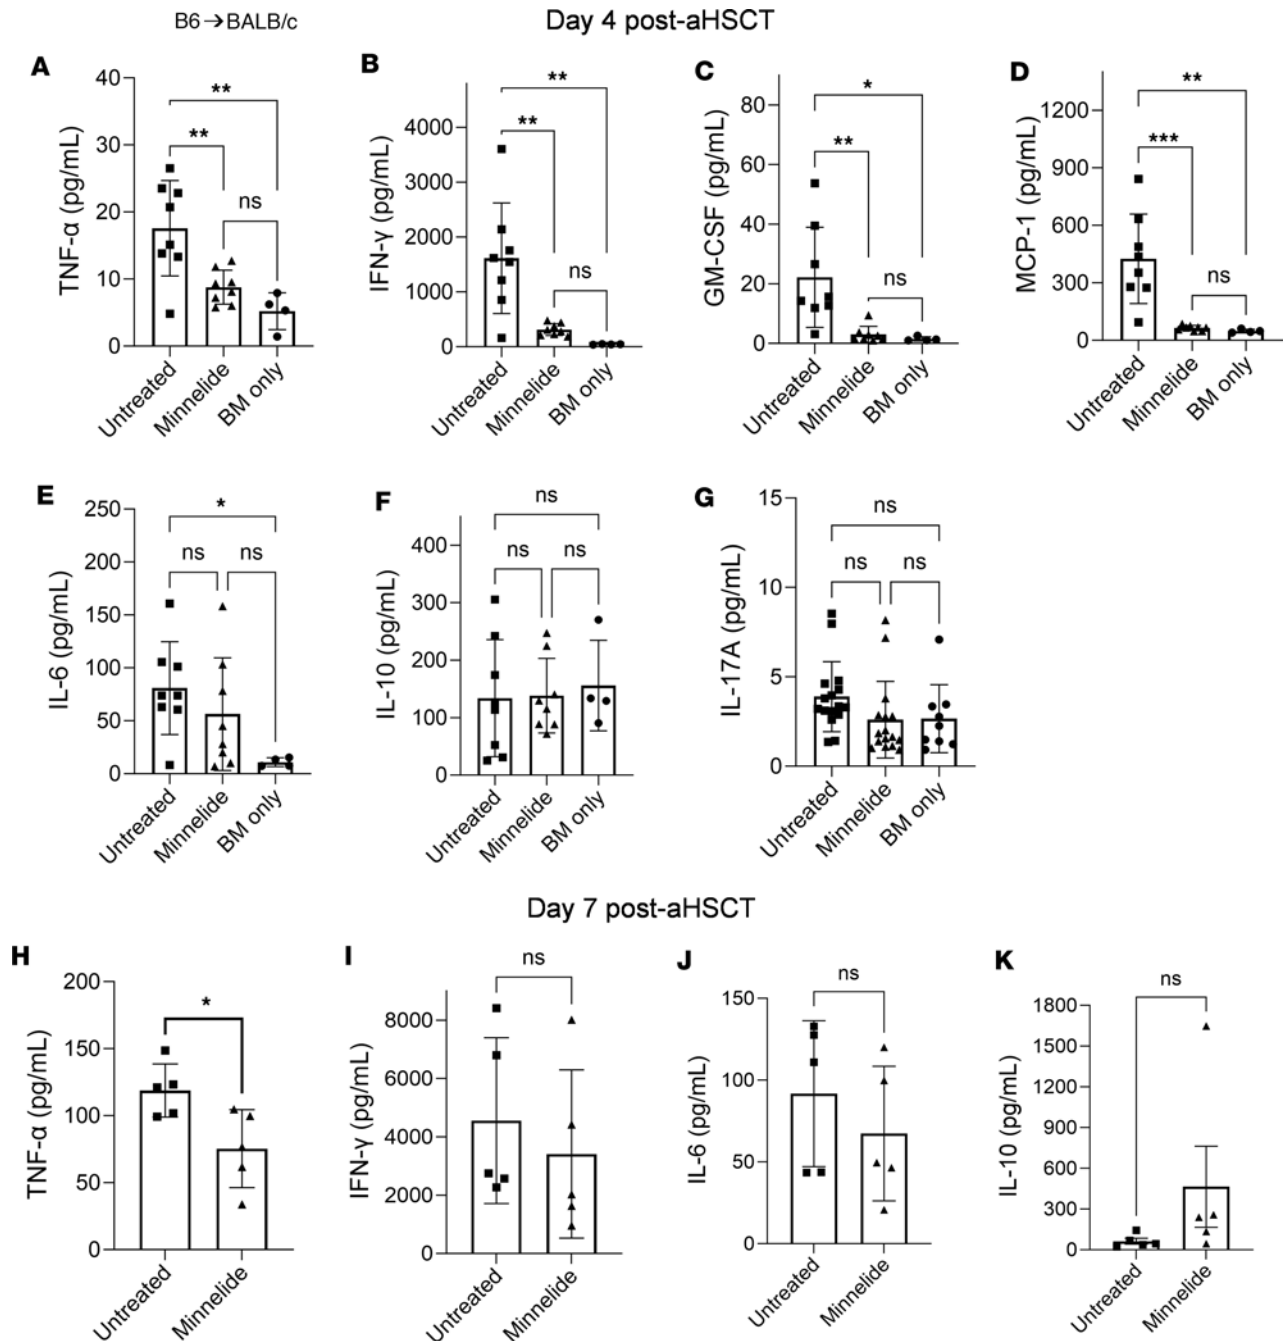 B6→BALB/c
Day 4 post-aHSCT
A
TNF-α (pg/mL)
40
30
20
10
0
**
**
ns
Untreated
Minnelide
BM only
B
IFN-γ (pg/mL)
4000
3000
2000
1000
0
**
**
ns
Untreated
Minnelide
BM only
C
GM-CSF (pg/mL)
80
60
40
20
0
*
**
ns
Untreated
Minnelide
BM only
D
MCP-1 (pg/mL)
1200
900
600
300
0
**
***
ns
Untreated
Minnelide
BM only
E
IL-6 (pg/mL)
250
200
150
100
50
0
*
ns
ns
Untreated
Minnelide
BM only
F
IL-10 (pg/mL)
400
300
200
100
0
ns
ns
ns
Untreated
Minnelide
BM only
G
IL-17A (pg/mL)
15
10
5
0
ns
ns
ns
Untreated
Minnelide
BM only
Day 7 post-aHSCT
H
TNF-α (pg/mL)
200
150
100
50
0
*
Untreated
Minnelide
I
IFN-γ (pg/mL)
8000
6000
4000
2000
0
ns
Untreated
Minnelide
J
IL-6 (pg/mL)
150
100
50
0
ns
Untreated
Minnelide
K
IL-10 (pg/mL)
1800
1500
1200
900
600
300
0
ns
Untreated
Minnelide